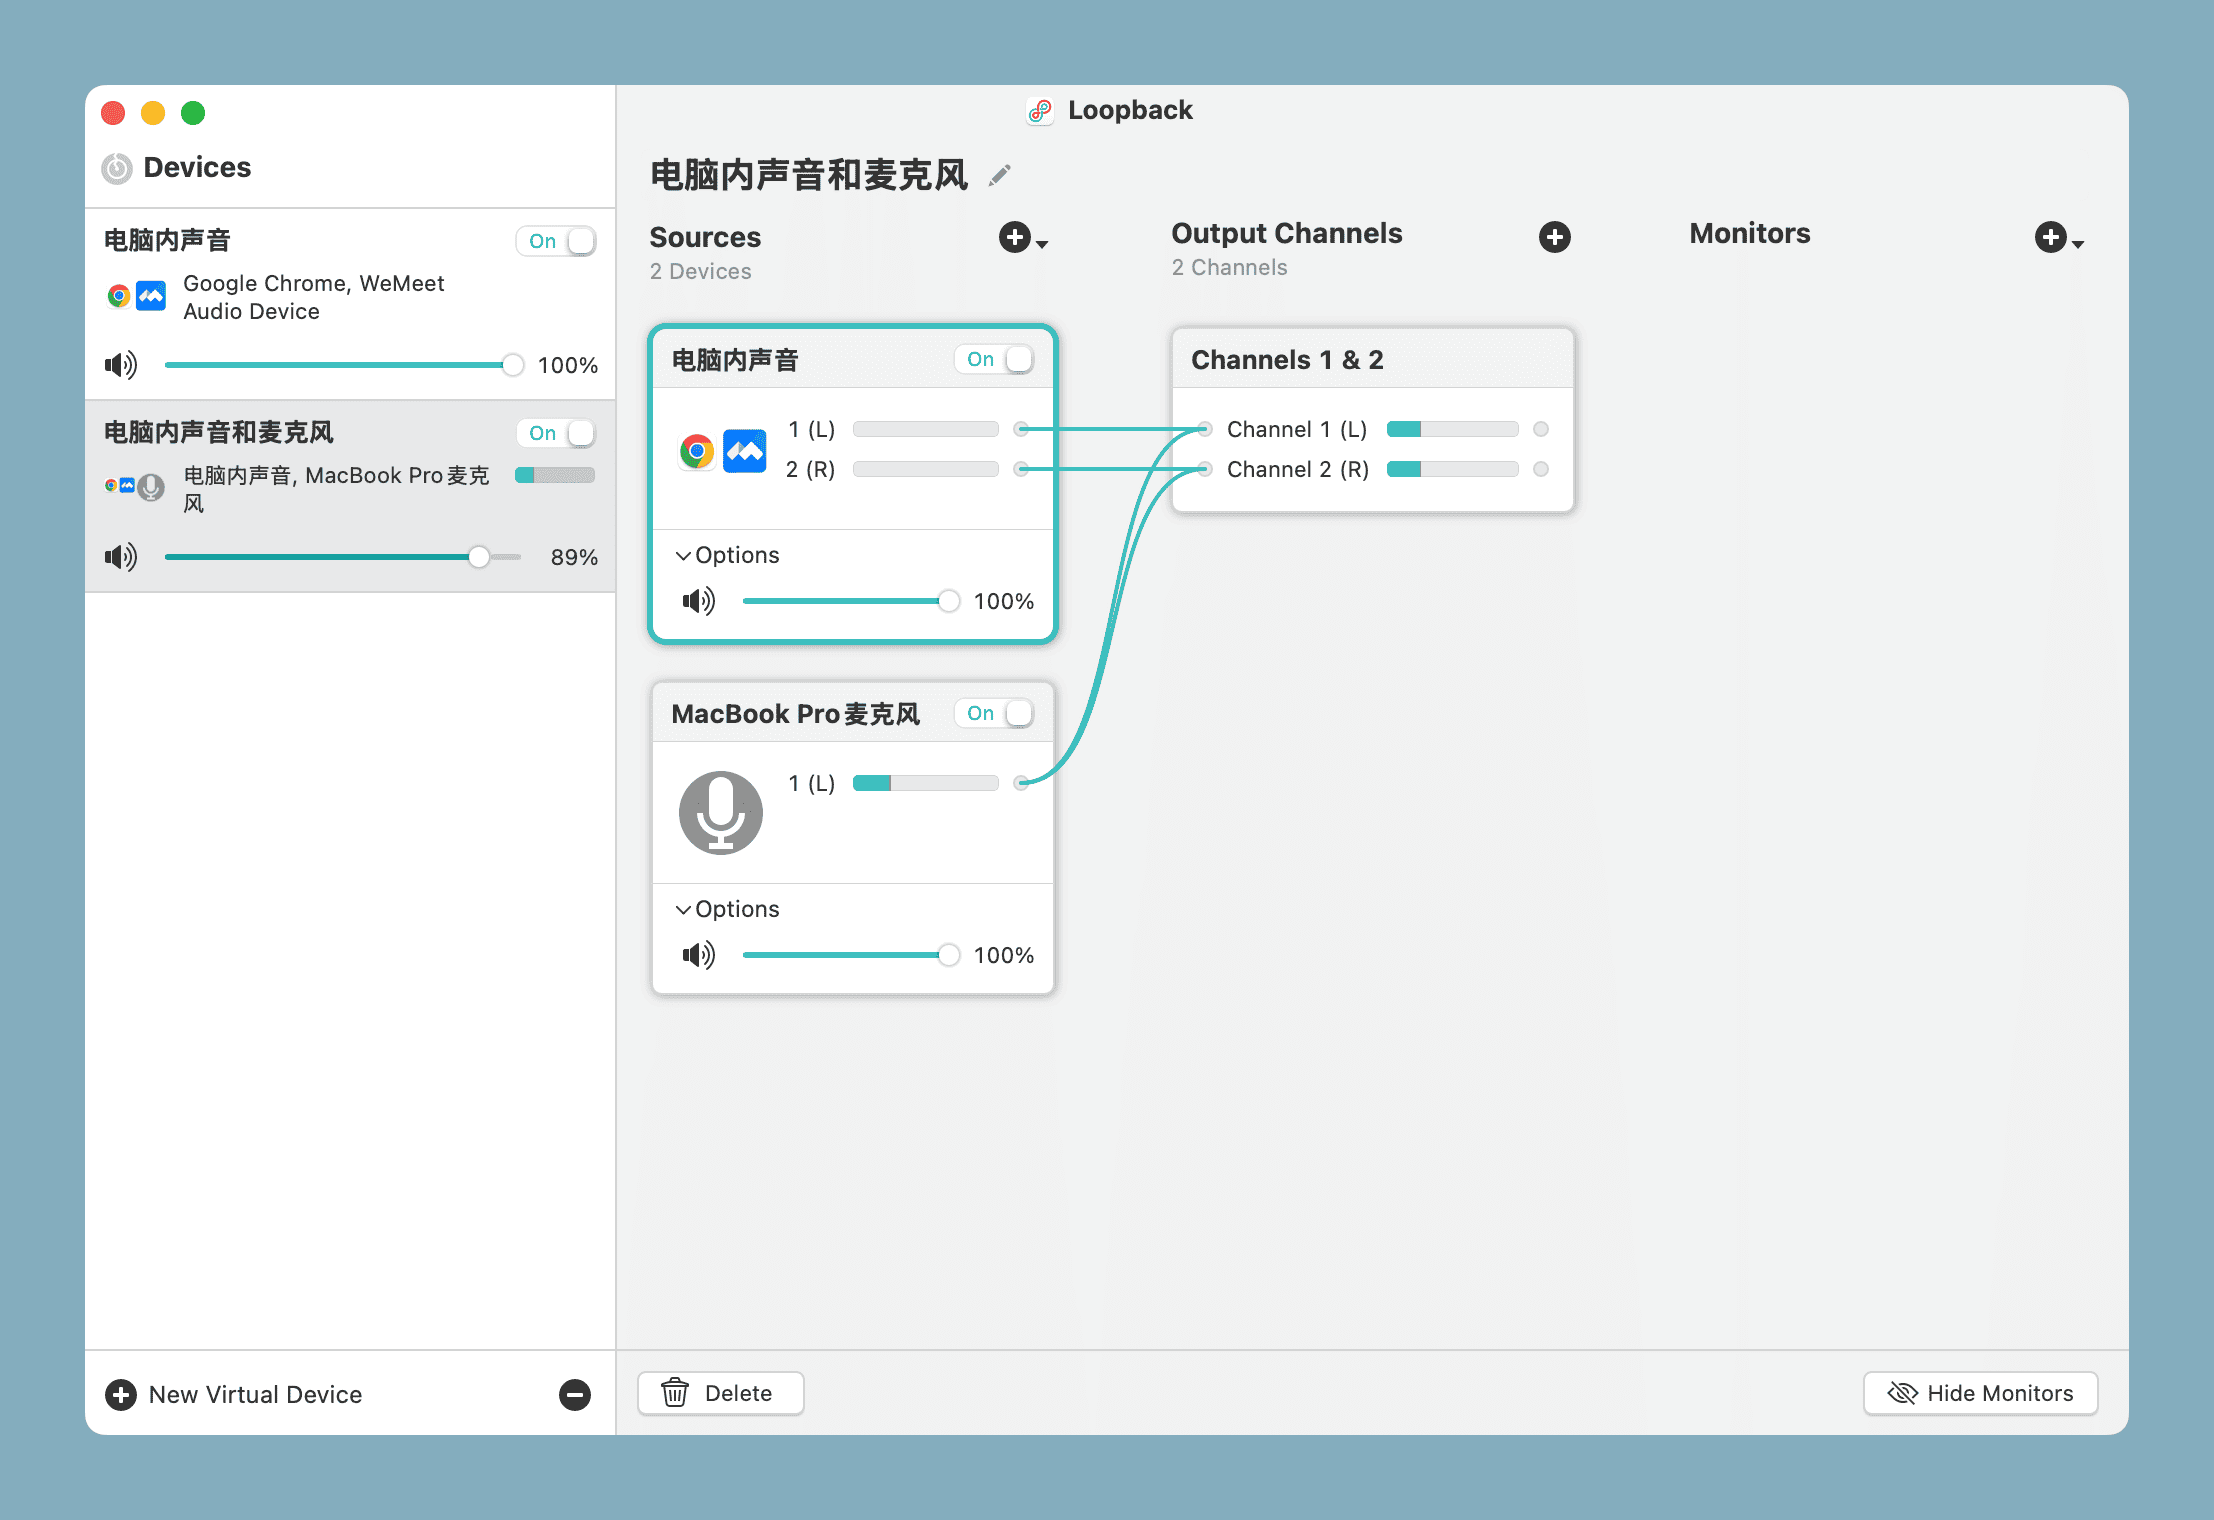 Loopback
Devices
电脑内声音
On
Google Chrome, WeMeet
Audio Device
100%
电脑内声音和麦克风
On
电脑内声音, MacBook Pro麦克
风
89%
New Virtual Device
电脑内声音和麦克风
Sources
2 Devices
电脑内声音
On
1 (L)
2 (R)
Options
100%
MacBook Pro麦克风
On
1 (L)
Options
100%
Output Channels
2 Channels
Channels 1 & 2
Channel 1 (L)
Channel 2 (R)
Monitors
Delete
Hide Monitors